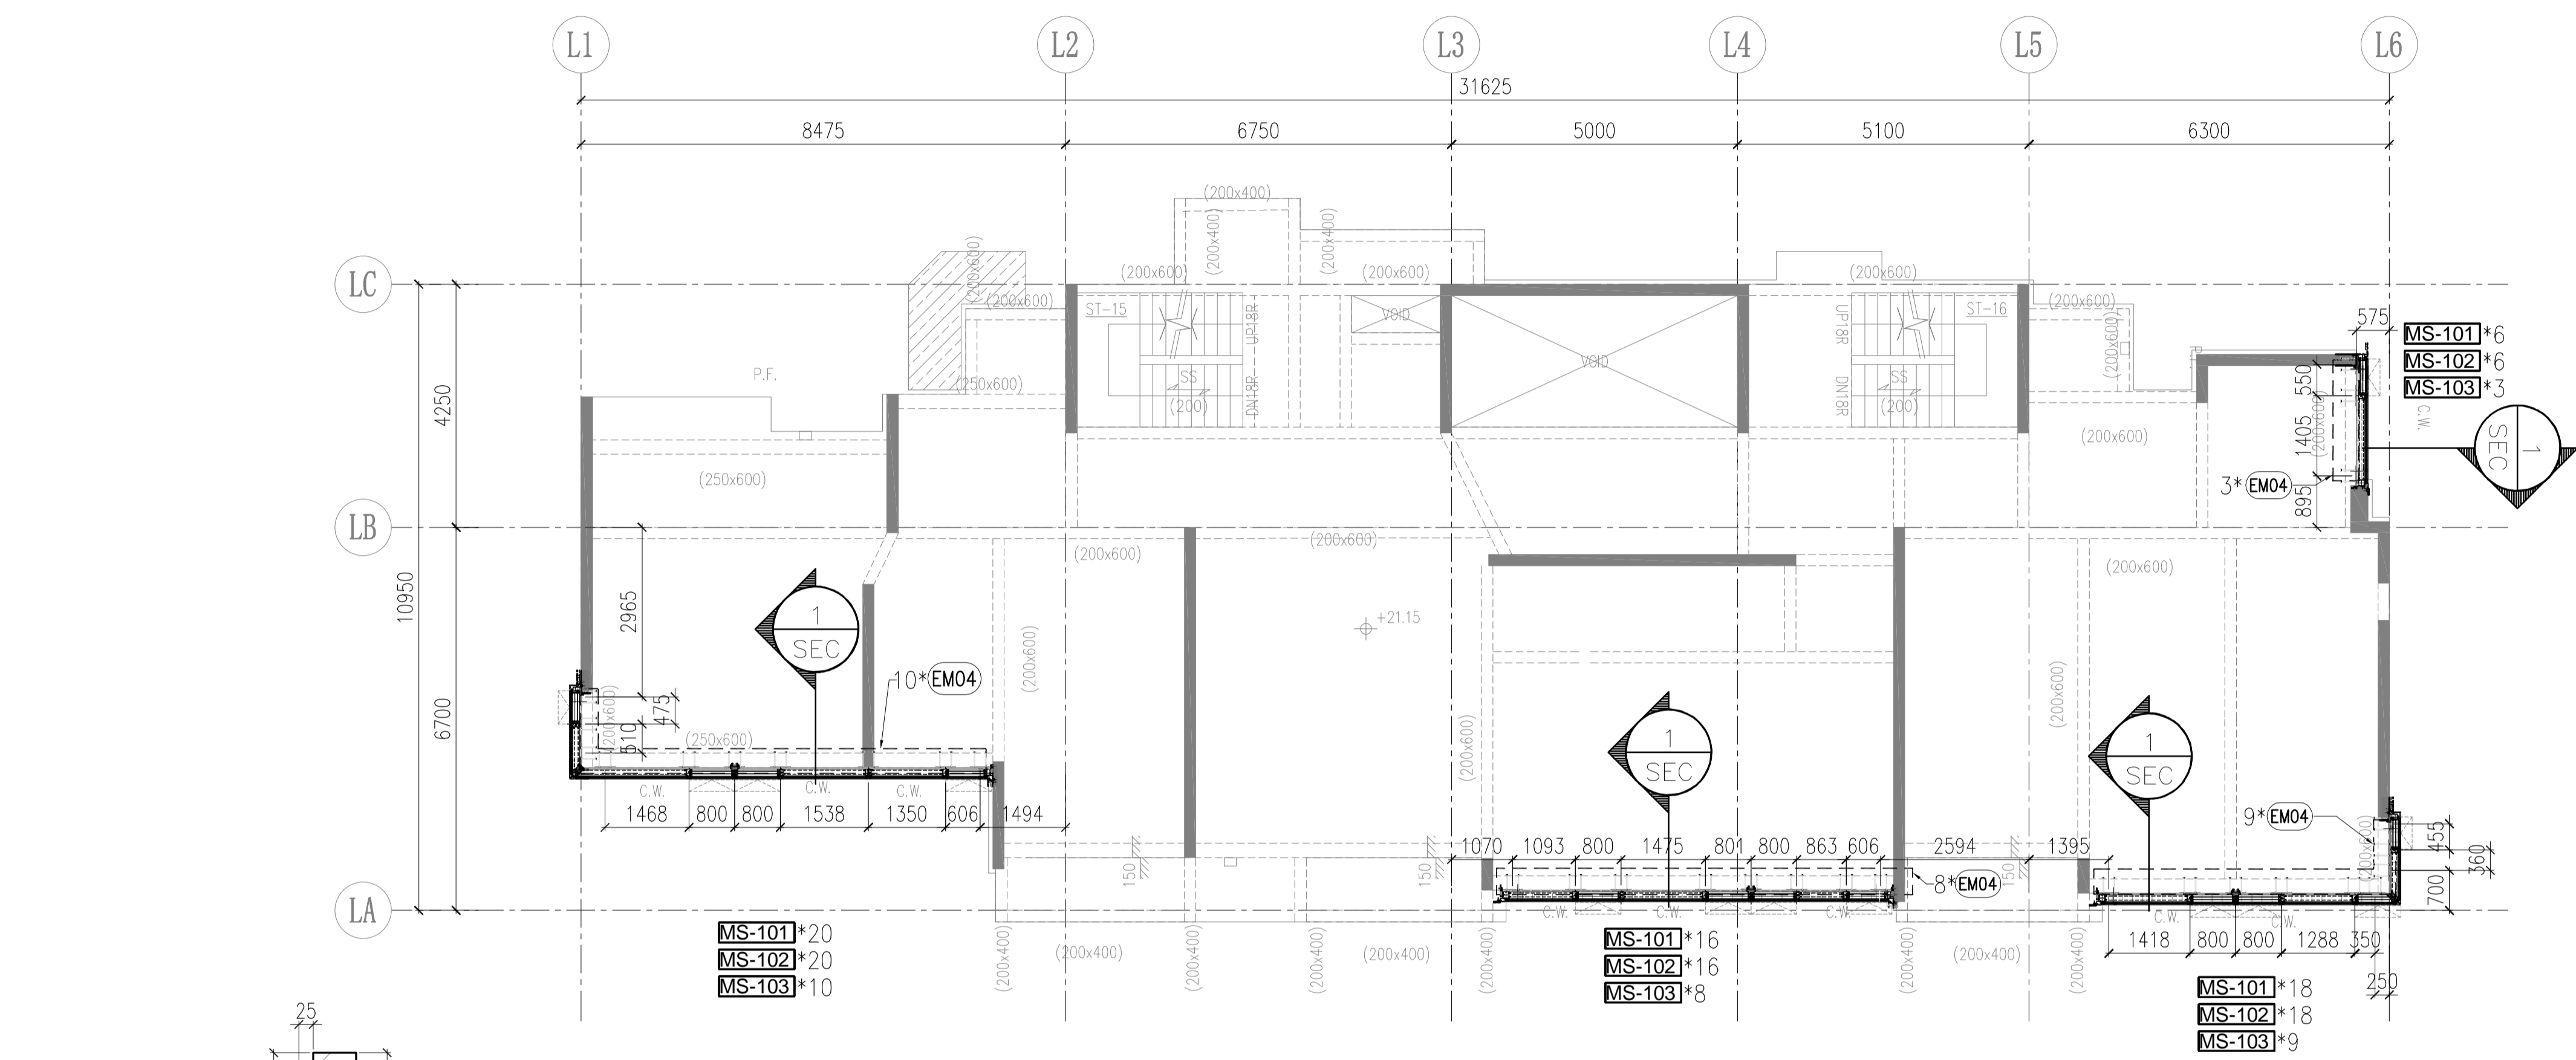 L1 L2 L3 L4 L5 L6
31625
8475 6750 5000 5100 6300
(200x400)
(200x400) (200x400)
(200x600)
(200x600) (200x600) (200x600)
LC
(200x600) (200x600)
ST-15 UP18R VOID UP18R ST-16
(200x600)
575
MS-101 *6
MS-102 *6
MS-103 *3
VOID
P.F.
(250x600)
SS DN18R DN18R SS
(200) (200)
4250
550
1405
895
(200x600)
C.W.
(200x600)
1
SEC
(250x600)
3* EM04
LB
(200x600) (200x600) (200x600)
10950
2965
1
SEC
+21.15
10* EM04
(200x600)
475
510
(200x600)
(250x600)
6700
(200x600)
(200x600)
1
SEC
1
SEC
C.W. C.W. C.W.
1468 800 800 1538 1350 606 1494
9* EM04
(200x600)
455
360
700
1070 1093 800 1475 801 800 863 606 2594 1395
150 150 150
8* EM04
LA
C.W. C.W. C.W. C.W. C.W.
MS-101 *20
MS-102 *20
MS-103 *10
(200x400) (200x400) (200x400) (200x400) (200x400) (200x400)
(200x400) (200x400) (200x400)
MS-101 *16
MS-102 *16
MS-103 *8
1418 800 800 1288 350
250
MS-101 *18
MS-102 *18
MS-103 *9
25